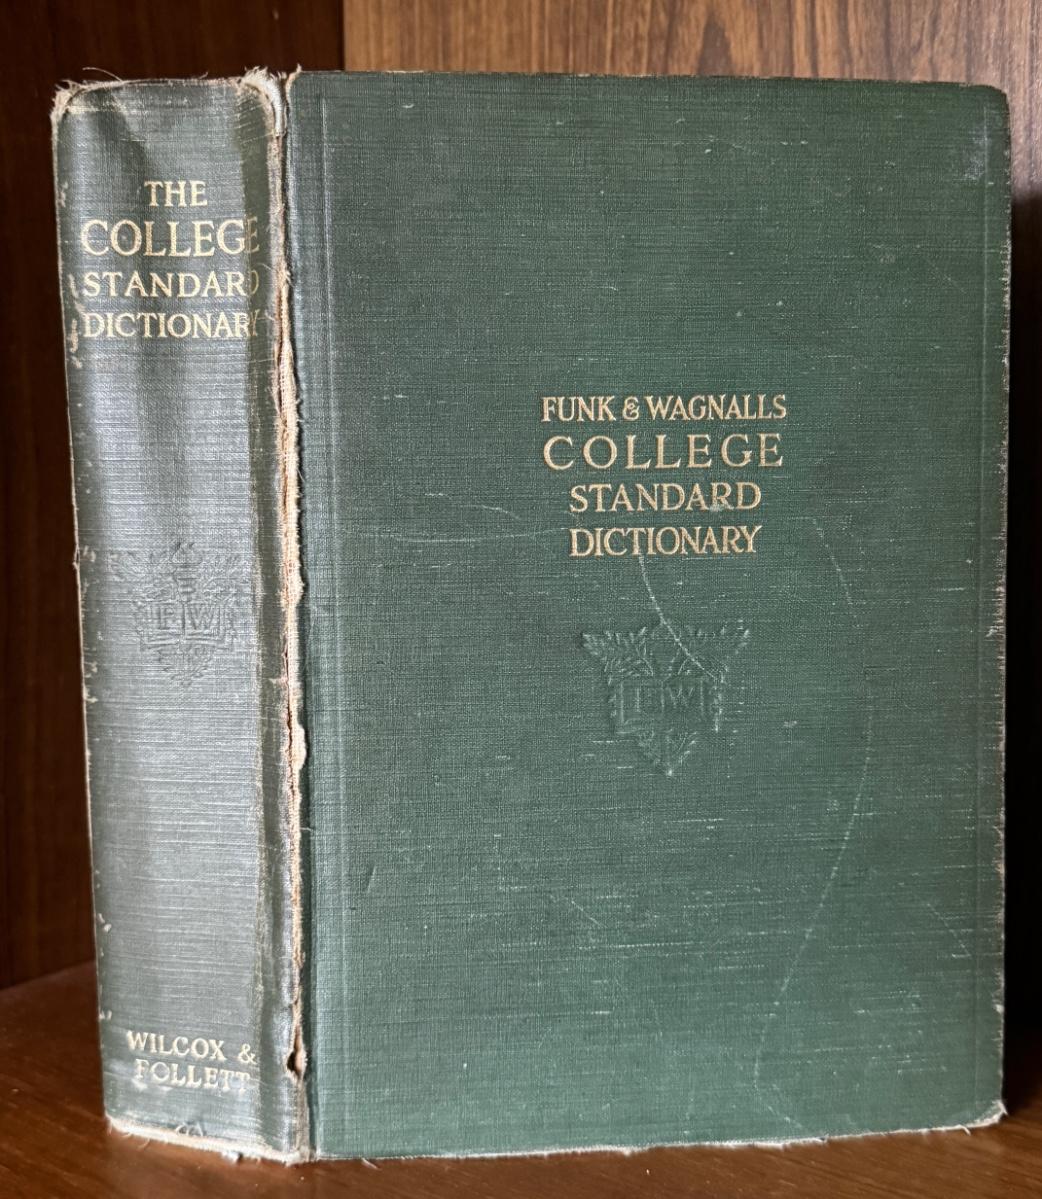 THE
COLLEGE
STANDARD
DICTIONARY
F W
WILCOX &
FOLLETT
FUNK & WAGNALLS
COLLEGE
STANDARD
DICTIONARY
F W